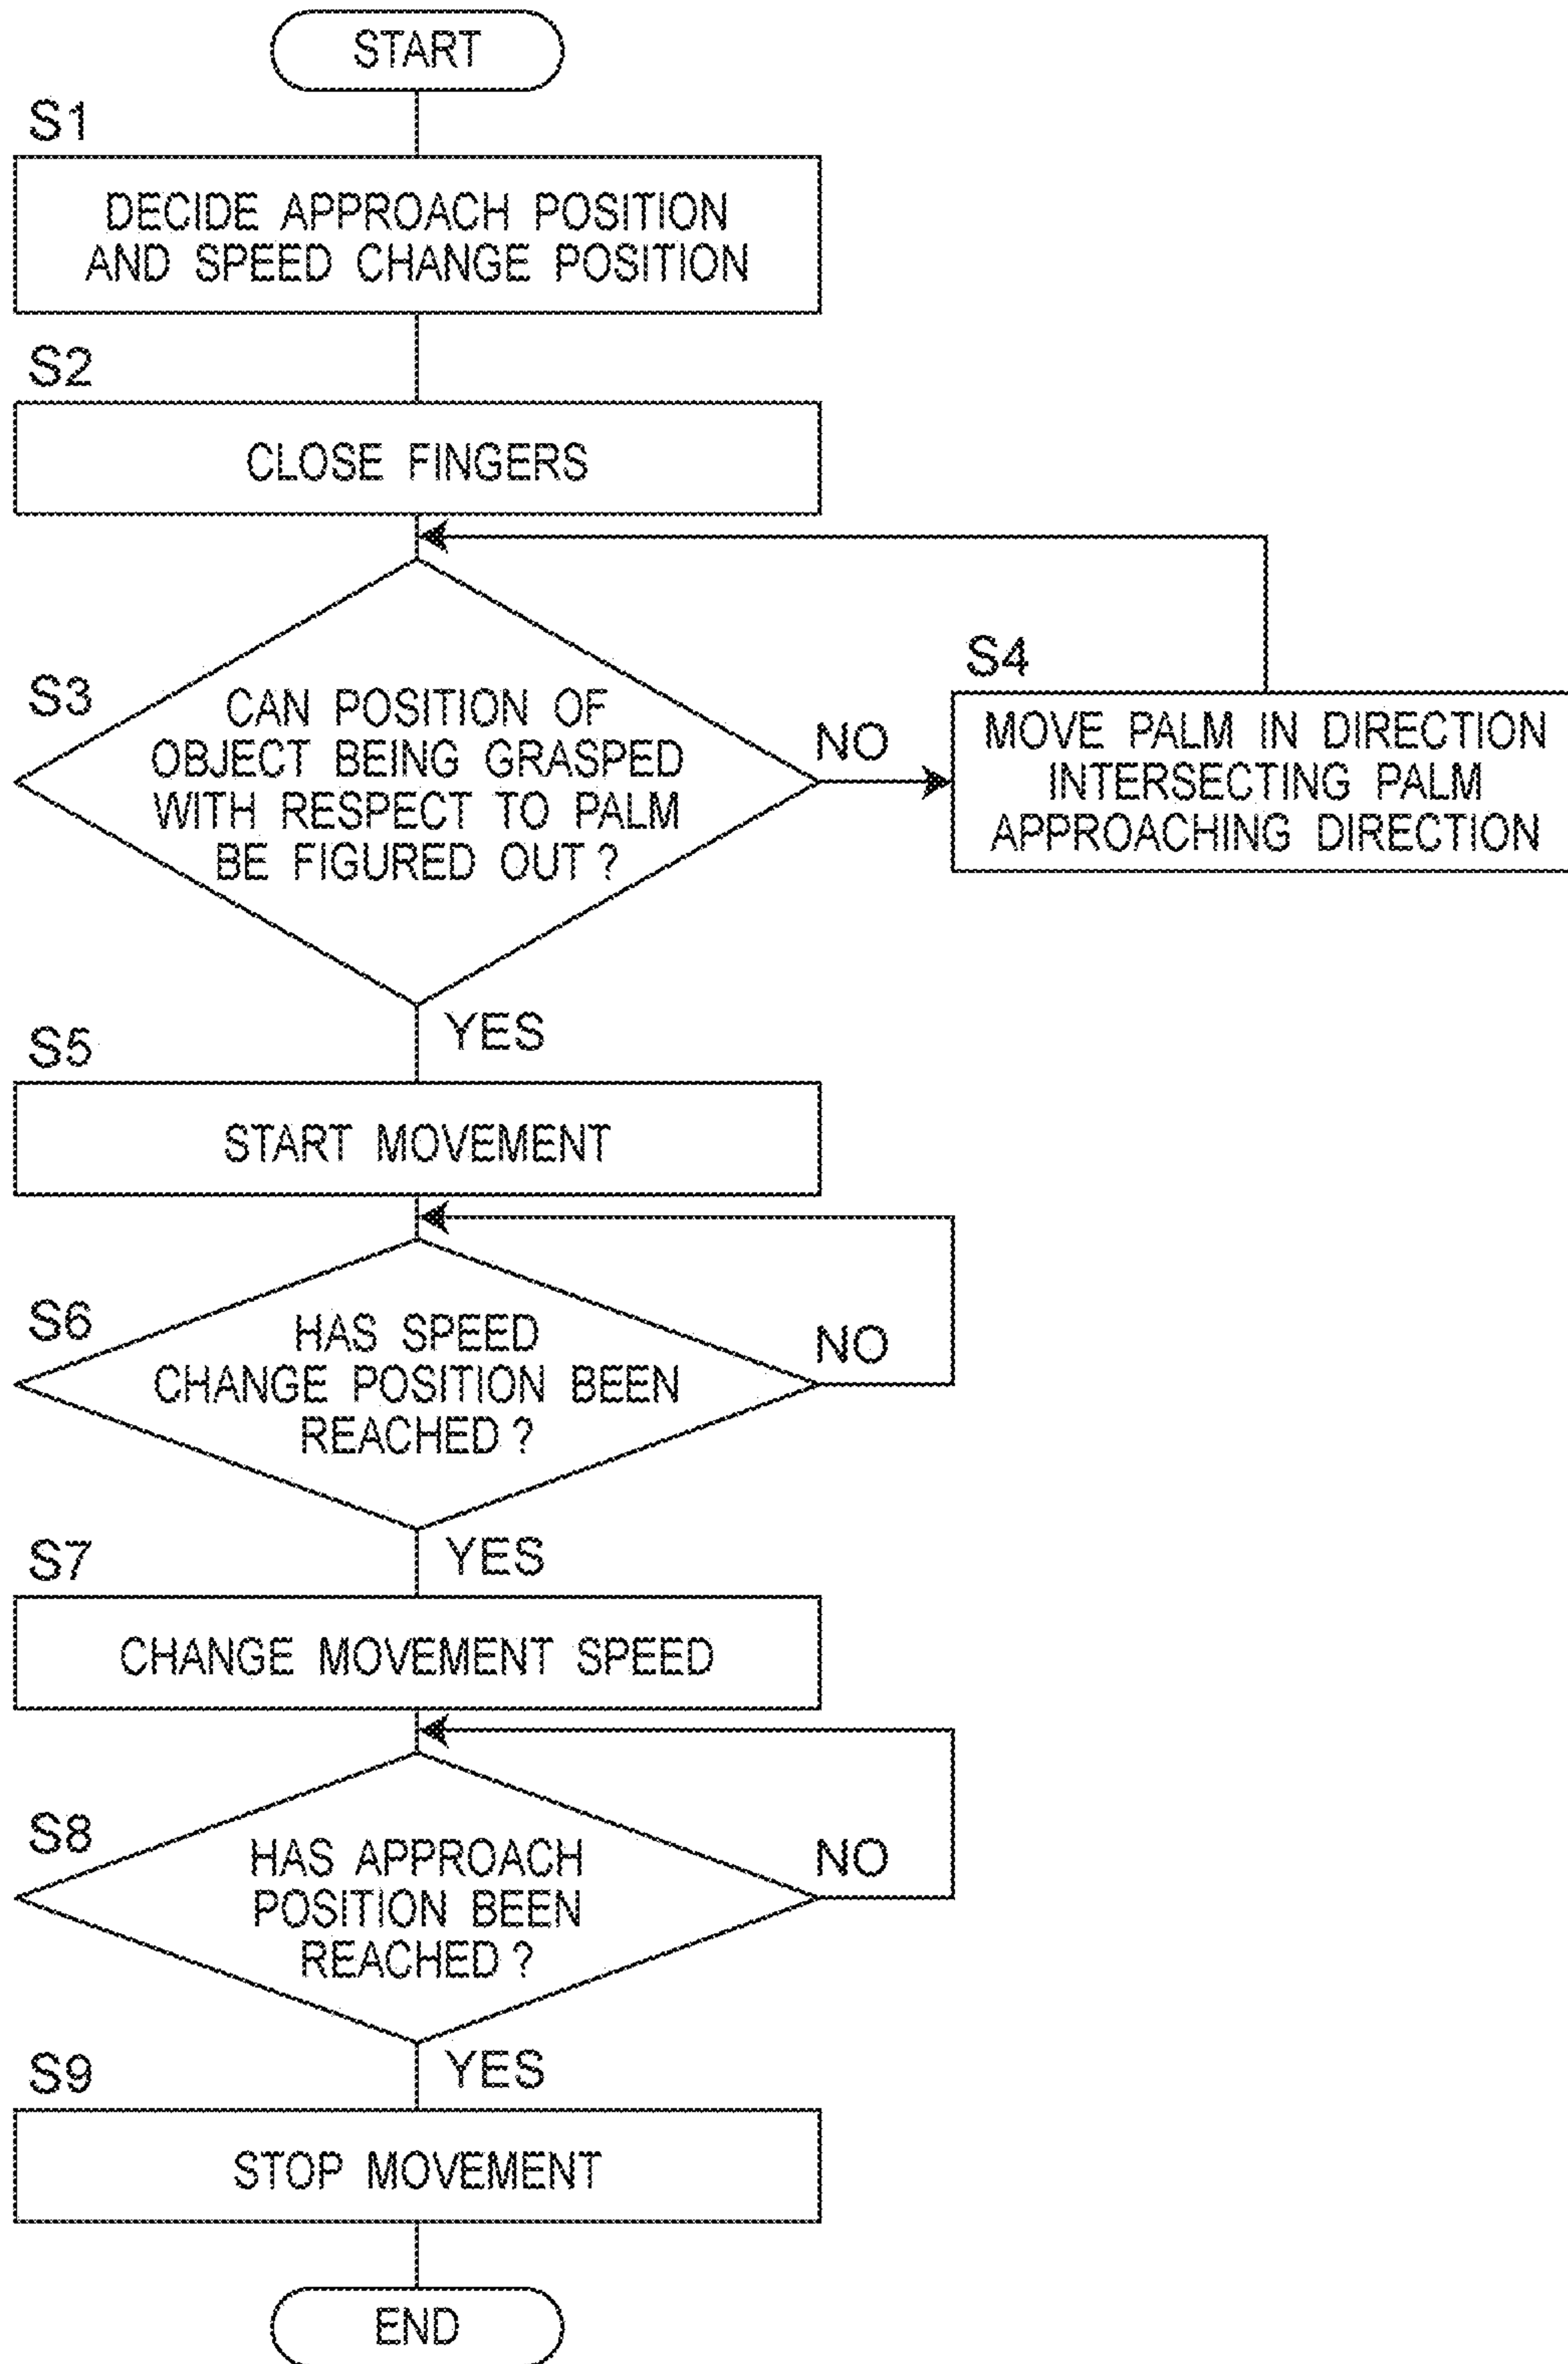 START
S1
DECIDE APPROACH POSITION
AND SPEED CHANGE POSITION
S2
CLOSE FINGERS
S3
CAN POSITION OF
OBJECT BEING GRASPED
WITH RESPECT TO PALM
BE FIGURED OUT ?
NO
S4
MOVE PALM IN DIRECTION
INTERSECTING PALM
APPROACHING DIRECTION
YES
S5
START MOVEMENT
S6
HAS SPEED
CHANGE POSITION BEEN
REACHED ?
NO
YES
S7
CHANGE MOVEMENT SPEED
S8
HAS APPROACH
POSITION BEEN
REACHED ?
NO
YES
S9
STOP MOVEMENT
END